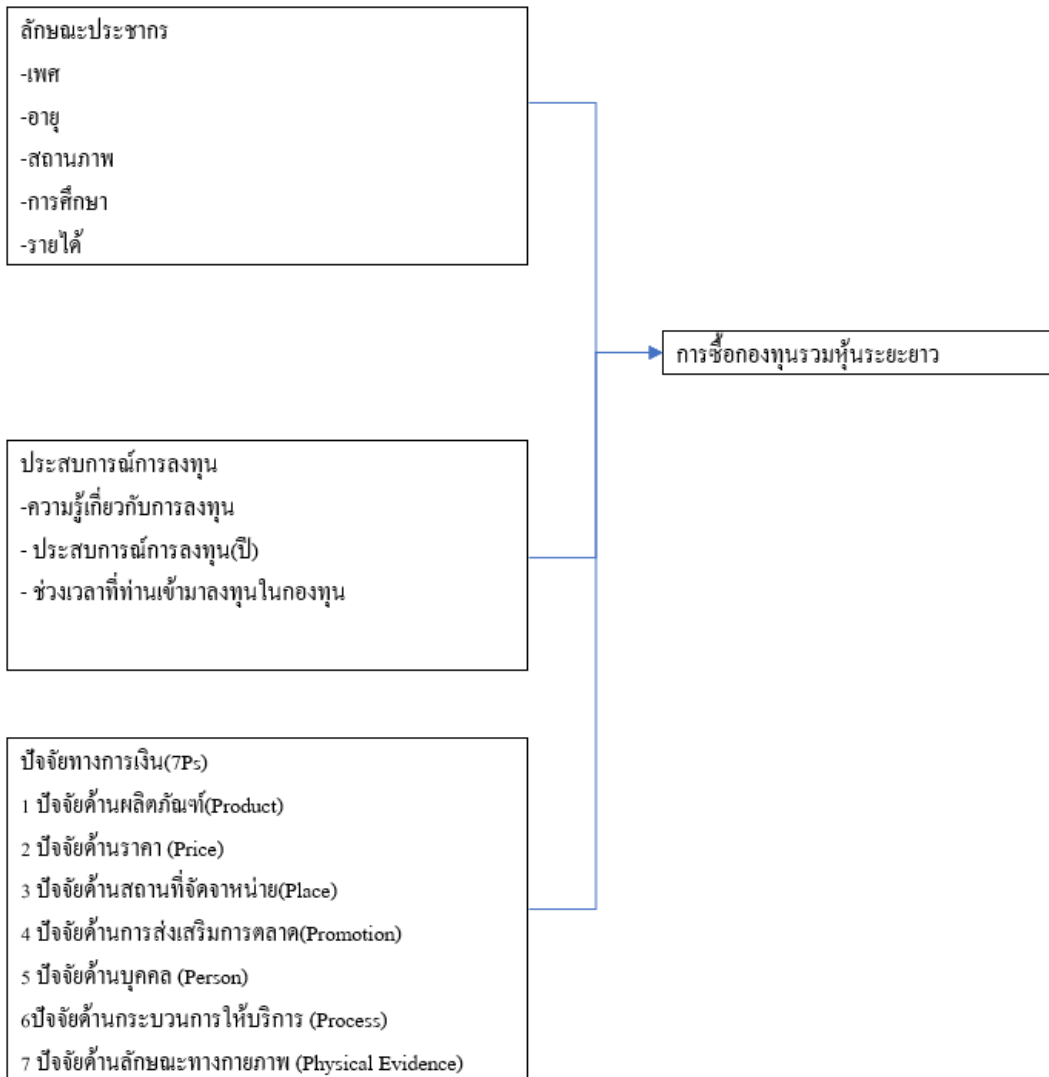 ลักษณะประชากร
-เพศ
-อายุ
-สถานภาพ
-การศึกษา
-รายได้
การซื้อกองทุนรวมหุ้นระยะยาว
ประสบการณ์การลงทุน
-ความรู้เกี่ยวกับการลงทุน
- ประสบการณ์การลงทุน(ปี)
- ช่วงเวลาที่ท่านเข้ามาลงทุนในกองทุน
ปัจจัยทางการเงิน(7Ps)
1 ปัจจัยด้านผลิตภัณฑ์(Product)
2 ปัจจัยด้านราคา (Price)
3 ปัจจัยด้านสถานที่จัดจาหน่าย(Place)
4 ปัจจัยด้านการส่งเสริมการตลาด(Promotion)
5 ปัจจัยด้านบุคคล (Person)
6ปัจจัยด้านกระบวนการให้บริการ (Process)
7 ปัจจัยด้านลักษณะทางกายภาพ (Physical Evidence)